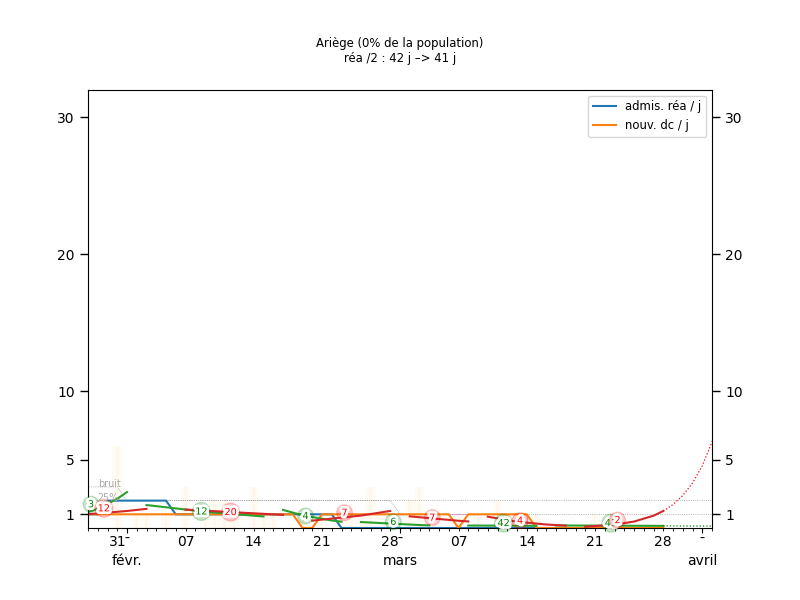 Ariège (0% de la population)
réa /2 : 42 j –> 41 j
admis. réa / j
nouv. dc / j
30 30
20 20
10 10
5 5
1 1
bruit
25%
3 12 12 20 4 7 6 7 42 4 4 2
31 07 14 21 28 07 14 21 28 -
févr. mars avril